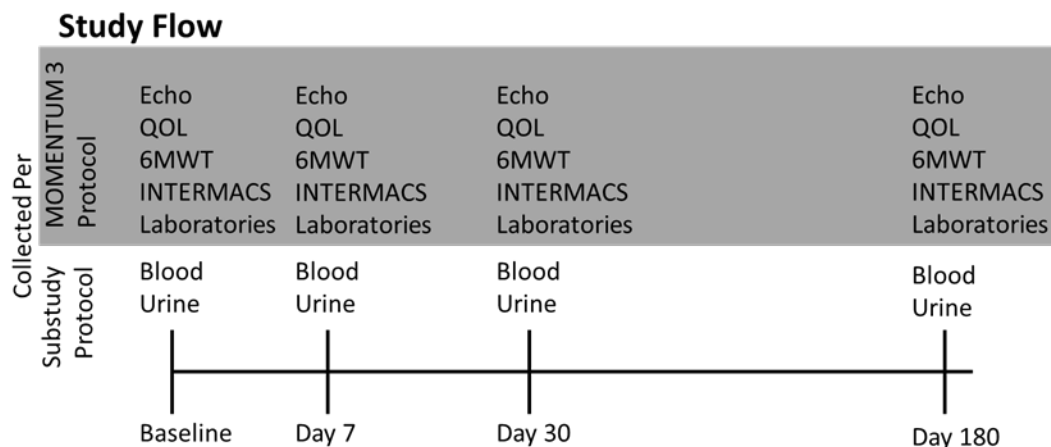 Study Flow
Collected Per
MOMENTUM 3
Protocol
Echo Echo Echo Echo
QOL QOL QOL QOL
6MWT 6MWT 6MWT 6MWT
INTERMACS INTERMACS INTERMACS INTERMACS
Laboratories Laboratories Laboratories Laboratories
Substudy
Protocol
Blood Blood Blood Blood
Urine Urine Urine Urine
Baseline Day 7 Day 30 Day 180